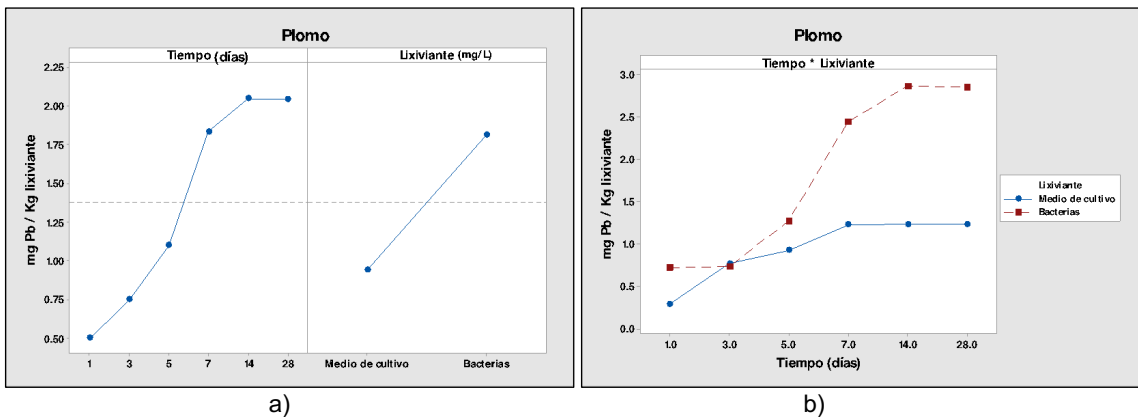 Plomo
Tiempo (días)
Lixiviante (mg/L)
mg Pb / Kg lixiviante
2.25
2.00
1.75
1.50
1.25
1.00
0.75
0.50
1 3 5 7 14 28 Medio de cultivo Bacterias
a)
Plomo
Tiempo * Lixiviante
mg Pb / Kg lixiviante
3.0
2.5
2.0
1.5
1.0
0.5
0.0
1.0 3.0 5.0 7.0 14.0 28.0
Tiempo (días)
Lixiviante
Medio de cultivo
Bacterias
b)